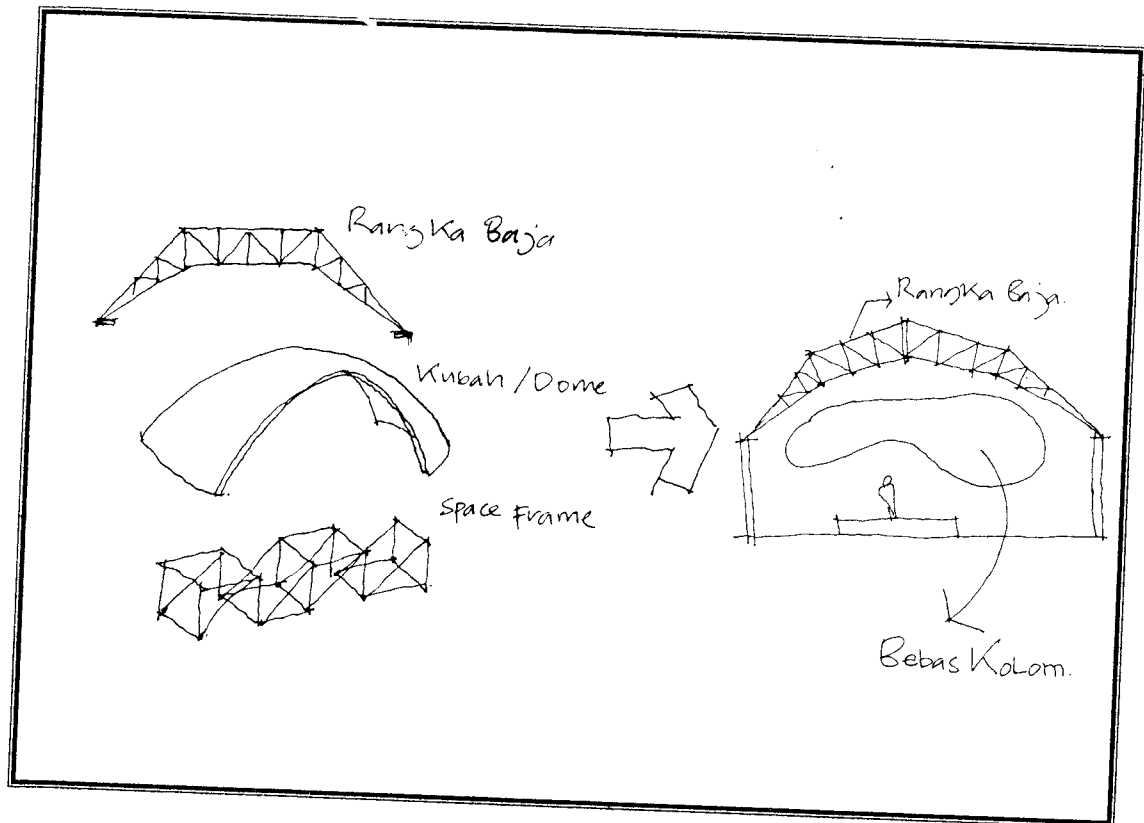 Rangka Baja
Kubah / Dome
Space Frame
Rangka Baja.
Bebas Kolom.